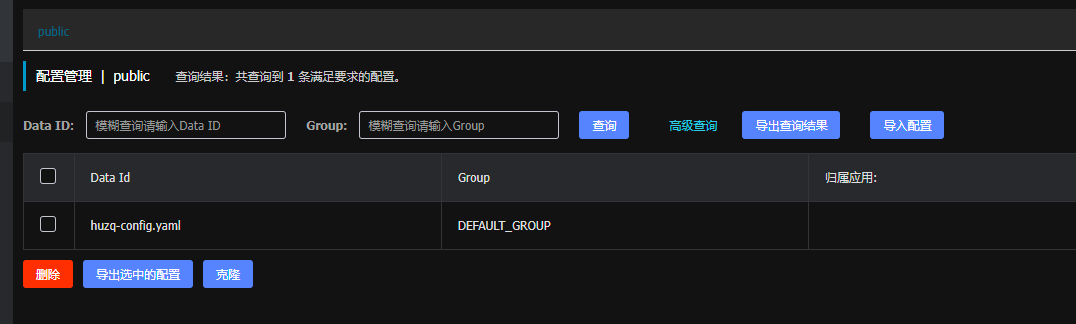 public
配置管理 | public 查询结果：共查询到 1 条满足要求的配置。
Data ID: 模糊查询请输入Data ID Group: 模糊查询请输入Group 查询 高级查询 导出查询结果 导入配置
Data Id Group 归属应用:
huzq-config.yaml DEFAULT_GROUP
删除 导出选中的配置 克隆